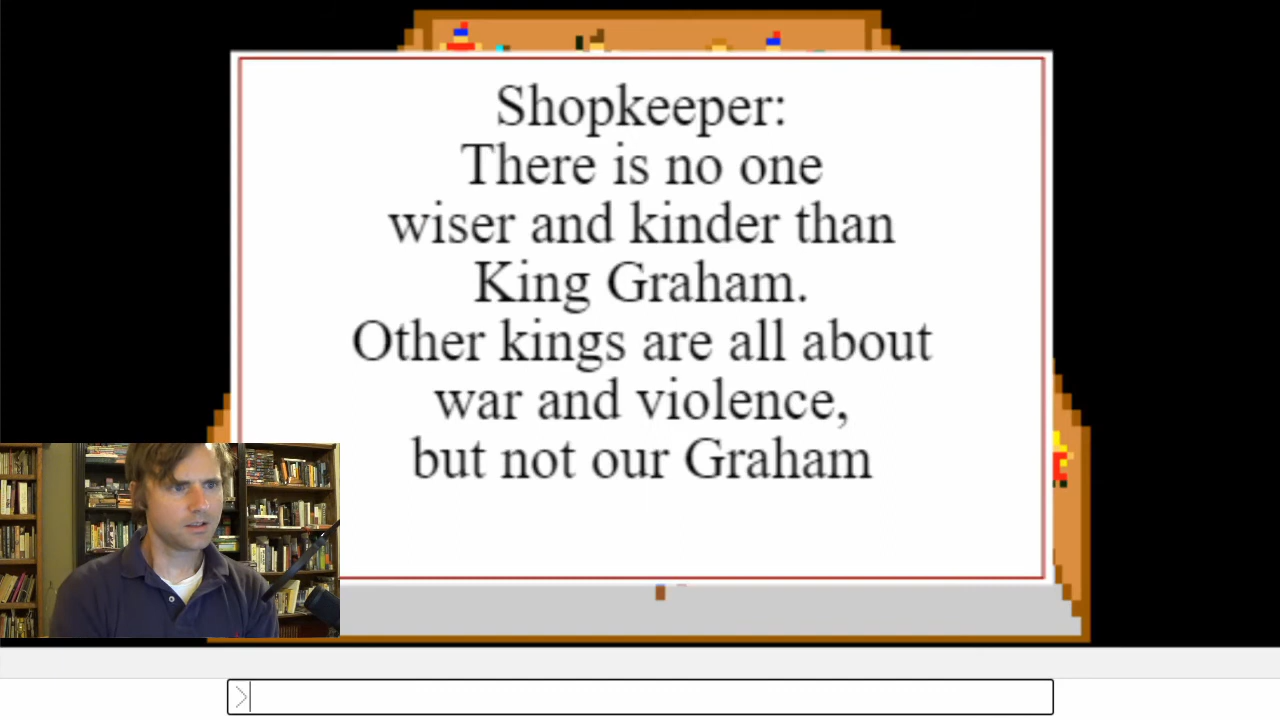 Shopkeeper:
There is no one
wiser and kinder than
King Graham.
Other kings are all about
war and violence,
but not our Graham
>